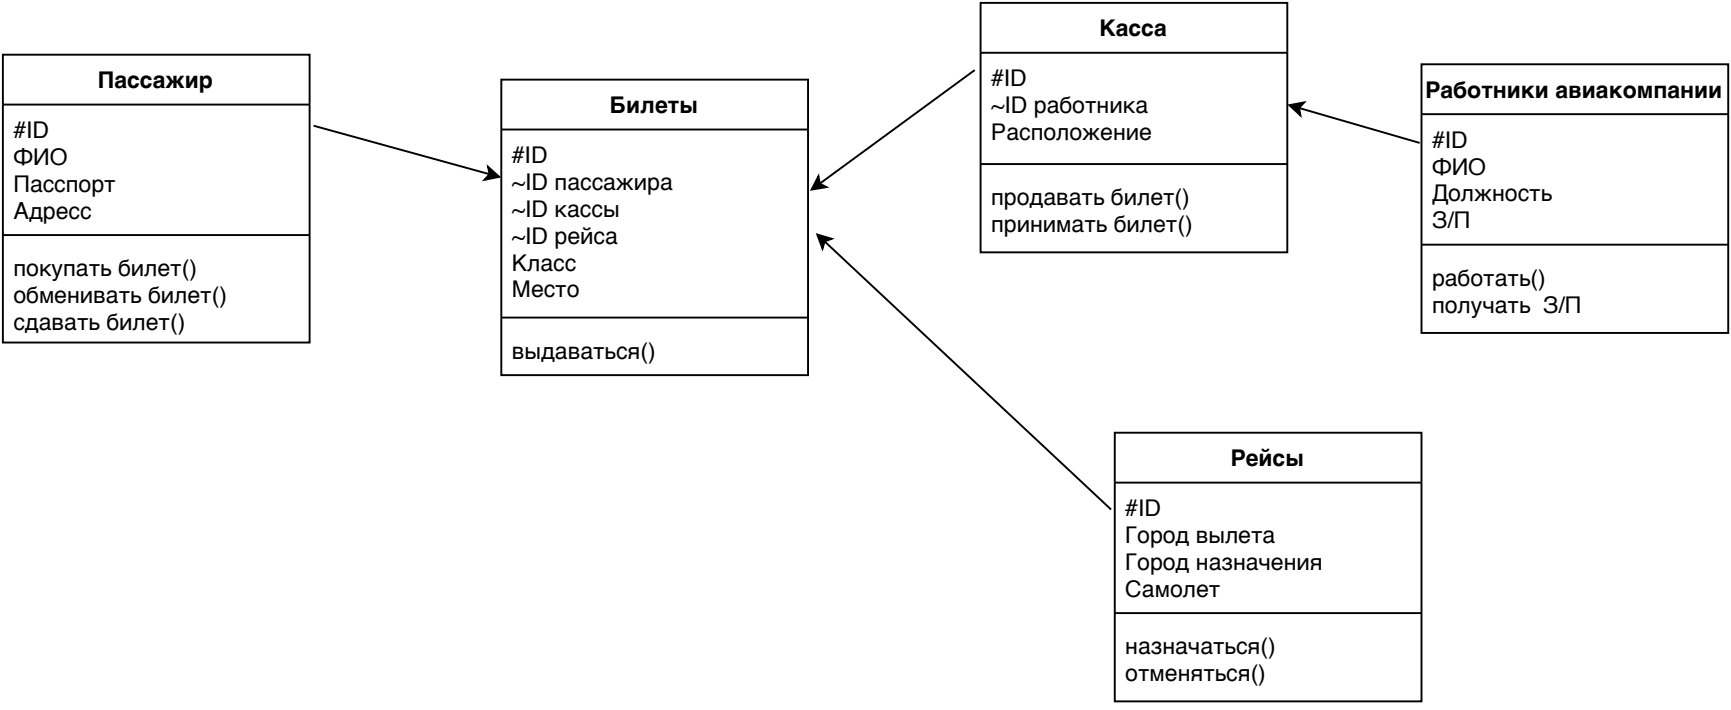 Пассажир
#ID
ФИО
Пасспорт
Адресс
покупать билет()
обменивать билет()
сдавать билет()
Билеты
#ID
~ID пассажира
~ID кассы
~ID рейса
Класс
Место
выдаваться()
Касса
#ID
~ID работника
Расположение
продавать билет()
принимать билет()
Работники авиакомпании
#ID
ФИО
Должность
З/П
работать()
получать  З/П
Рейсы
#ID
Город вылета
Город назначения
Самолет
назначаться()
отменяться()